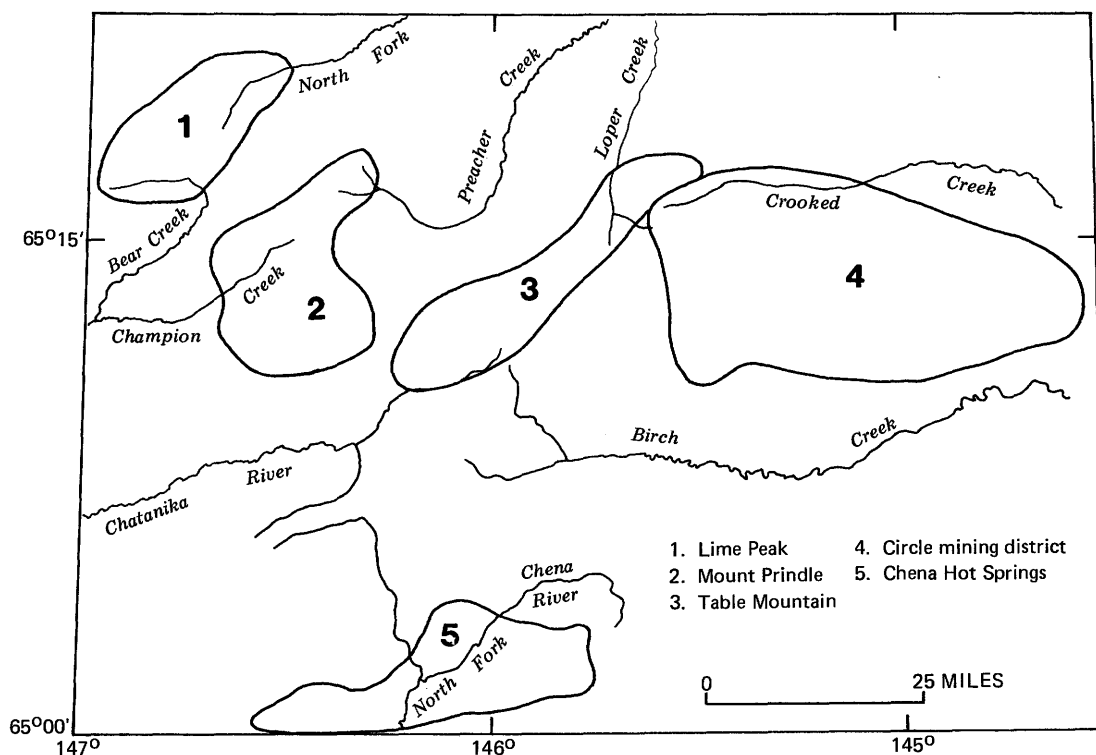 North Fork
Creek
Creek
1
Preacher
Loper
Crooked
Creek
65°15'
Bear Creek
Creek
2
3
4
Champion
Birch
Creek
Chatanika
River
1. Lime Peak
2. Mount Prindle
3. Table Mountain
4. Circle mining district
5. Chena Hot Springs
Chena
River
5
North Fork
0
25 MILES
65°00'
147°
146°
145°